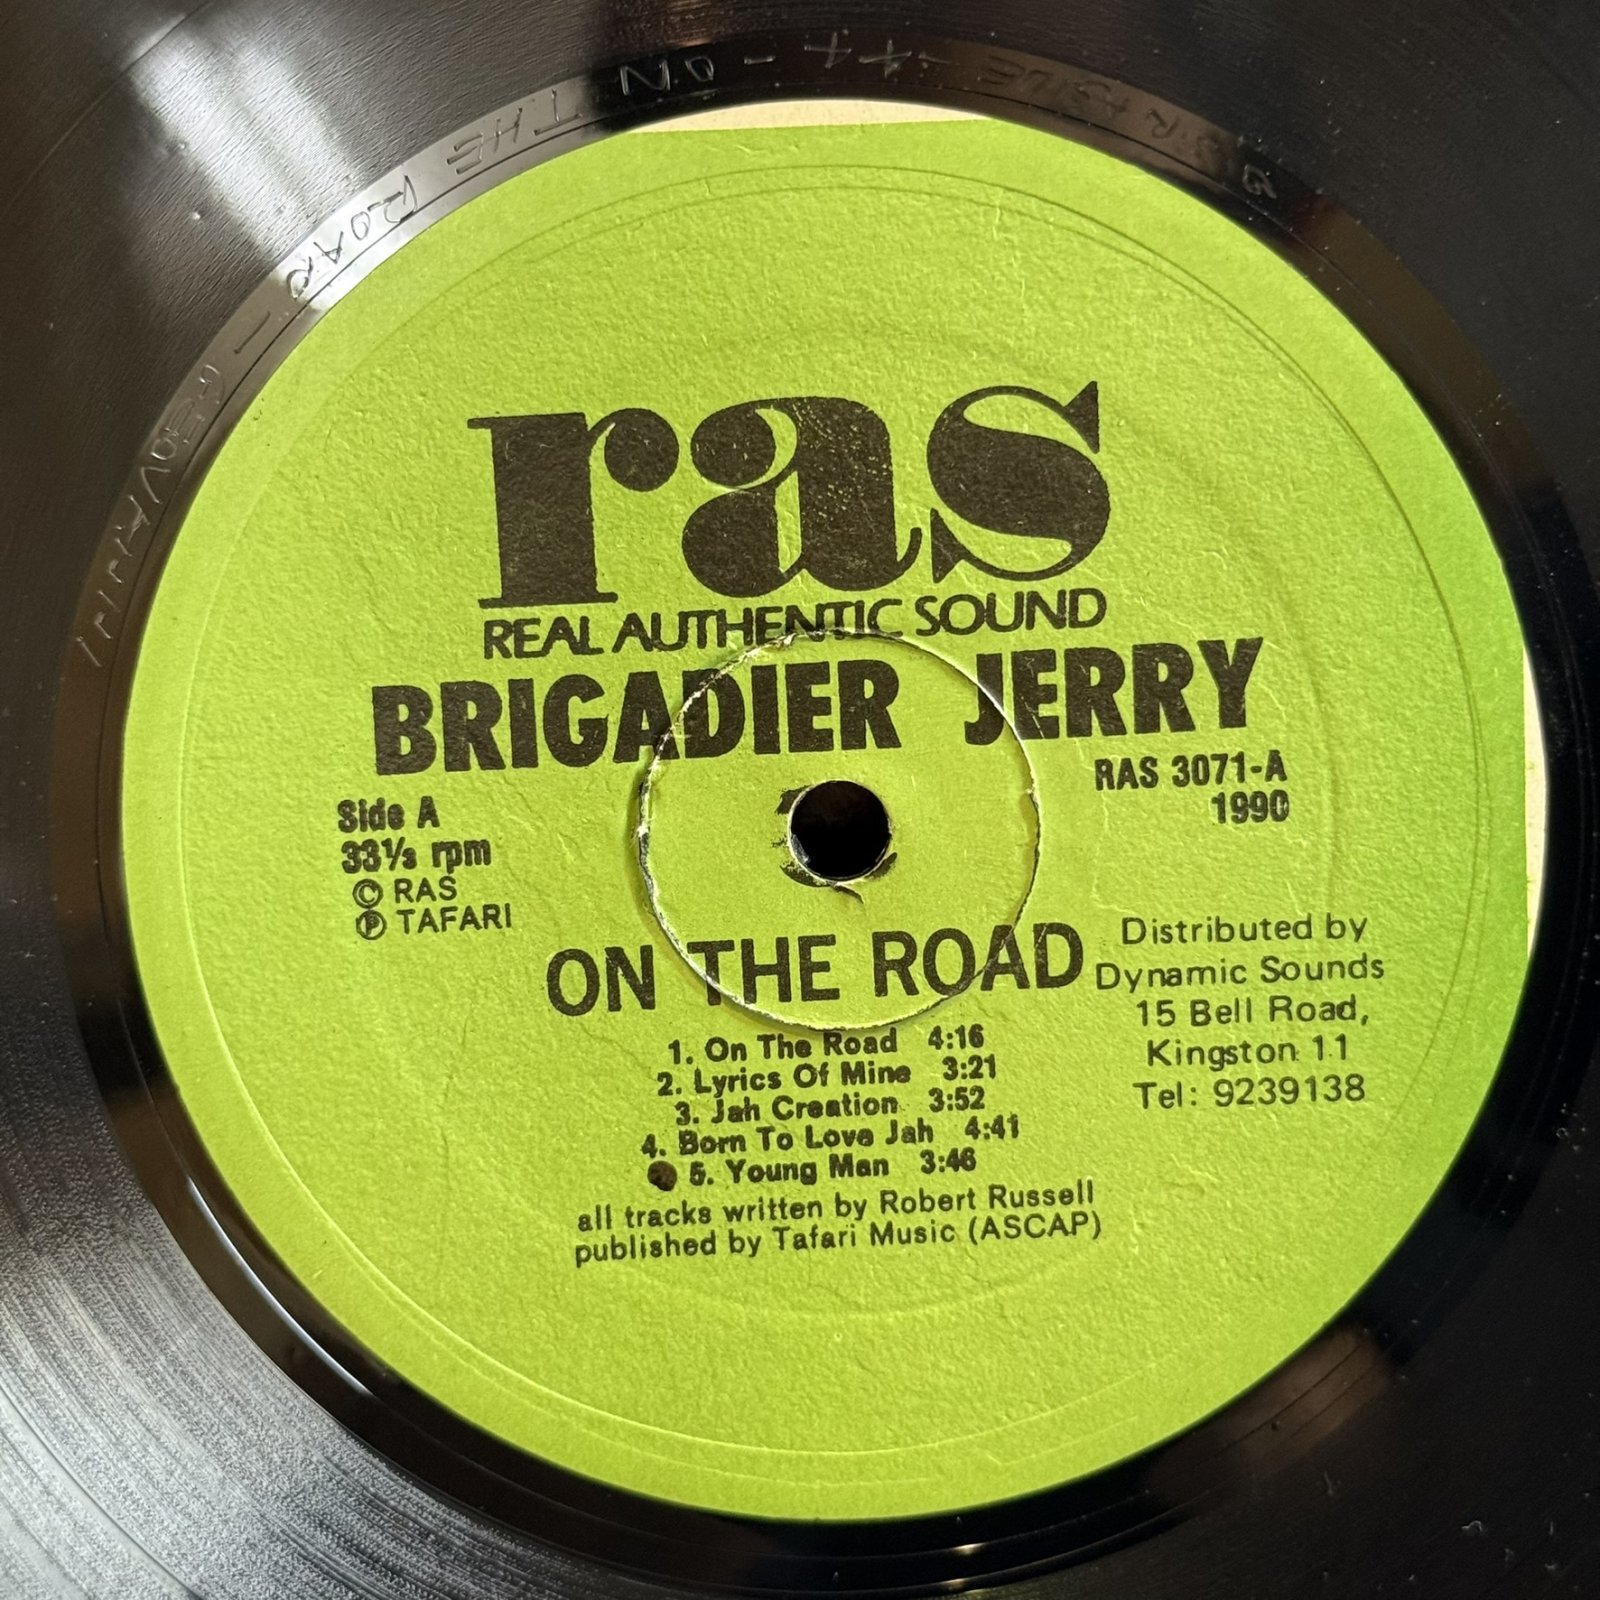 ras
REAL AUTHENTIC SOUND
BRIGADIER JERRY
RAS 3071-A
1990
Side A
33⅓ rpm
© RAS
℗ TAFARI
ON THE ROAD
Distributed by
Dynamic Sounds
15 Bell Road,
Kingston 11
Tel: 9239138
1. On The Road 4:16
2. Lyrics Of Mine 3:21
3. Jah Creation 3:52
4. Born To Love Jah 4:41
5. Young Man 3:46
all tracks written by Robert Russell
published by Tafari Music (ASCAP)
ON THE ROAD